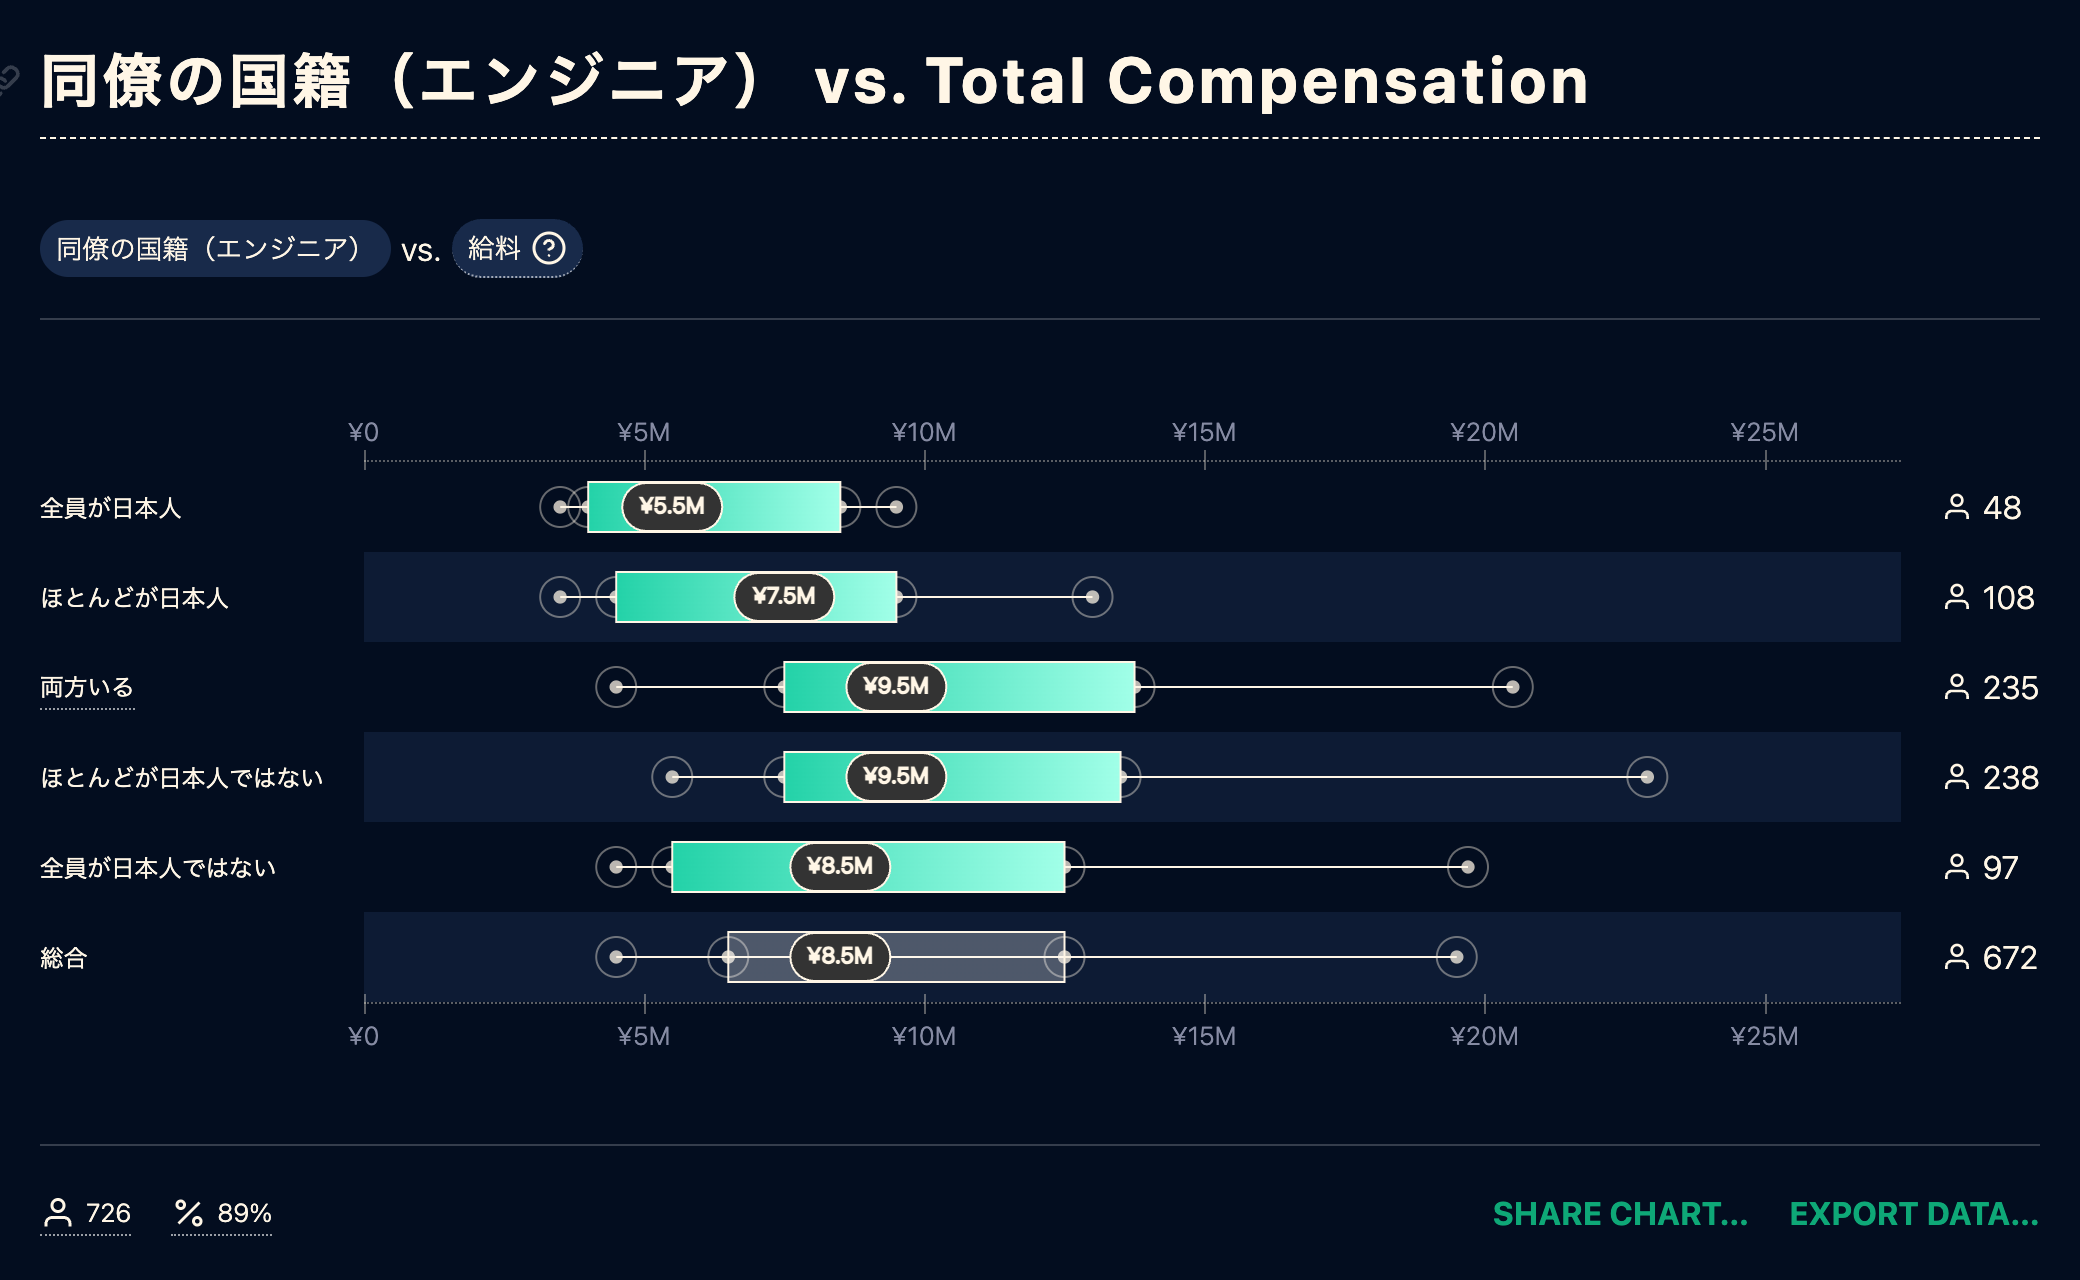 同僚の国籍（エンジニア） vs. Total Compensation
同僚の国籍（エンジニア） vs. 給料 ?
¥0 ¥5M ¥10M ¥15M ¥20M ¥25M
全員が日本人 ¥5.5M 48
ほとんどが日本人 ¥7.5M 108
両方いる ¥9.5M 235
ほとんどが日本人ではない ¥9.5M 238
全員が日本人ではない ¥8.5M 97
総合 ¥8.5M 672
¥0 ¥5M ¥10M ¥15M ¥20M ¥25M
726 % 89% SHARE CHART... EXPORT DATA...